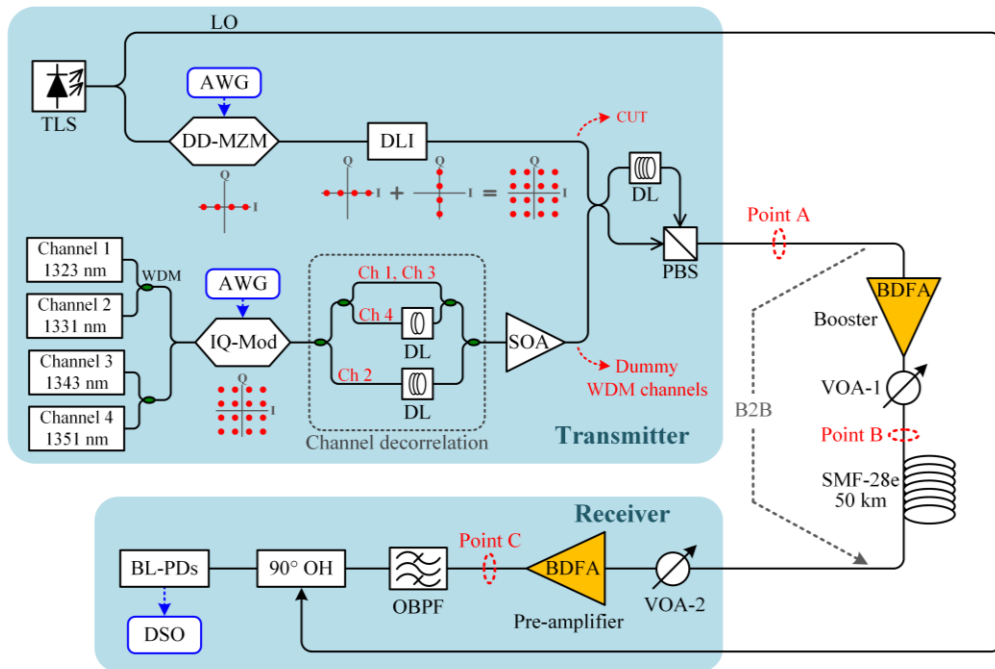 LO
TLS
AWG
DD-MZM
DLI
CUT
Q
I
Q
I
+
Q
I
=
Q
I
DL
PBS
Point A
Channel 1
1323 nm
Channel 2
1331 nm
WDM
Channel 3
1343 nm
Channel 4
1351 nm
AWG
IQ-Mod
Q
I
Ch 1, Ch 3
Ch 4
DL
Ch 2
DL
Channel decorrelation
SOA
Dummy
WDM channels
Transmitter
BDFA
Booster
VOA-1
B2B
Point B
SMF-28e
50 km
Receiver
BL-PDs
DSO
90° OH
OBPF
Point C
BDFA
Pre-amplifier
VOA-2